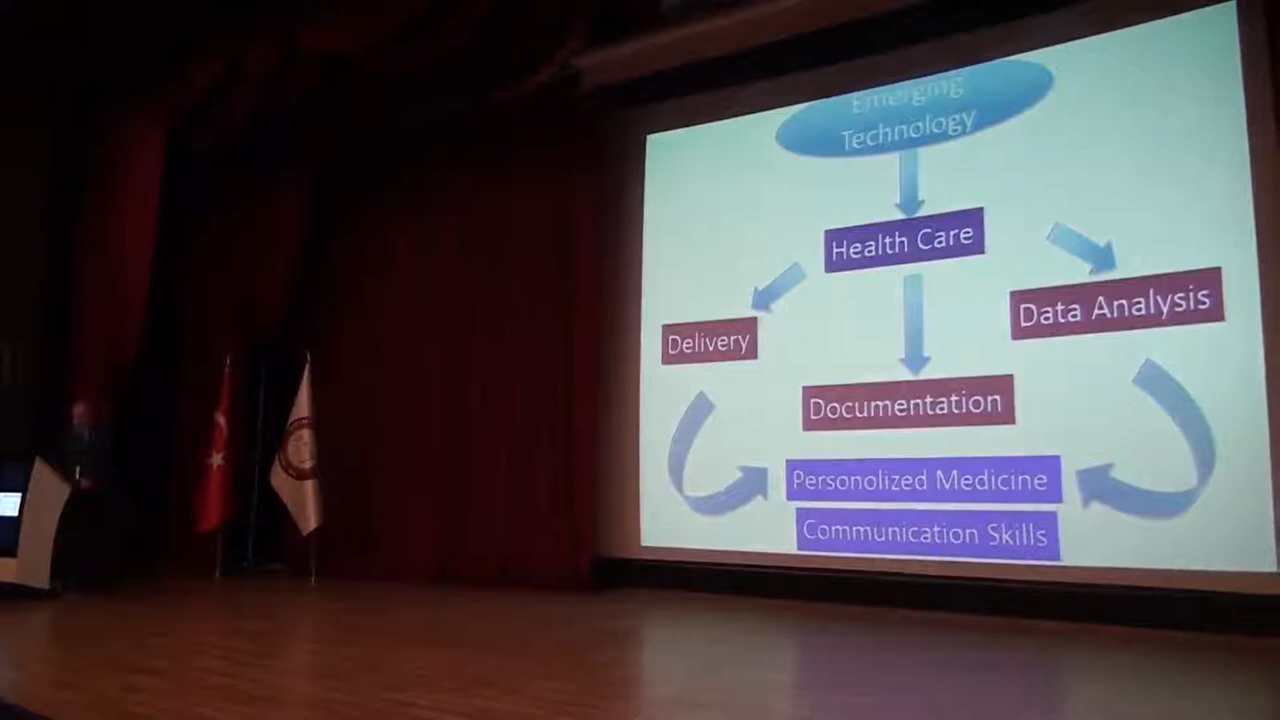 Emerging
Technology
Health Care
Delivery
Data Analysis
Documentation
Personolized Medicine
Communication Skills